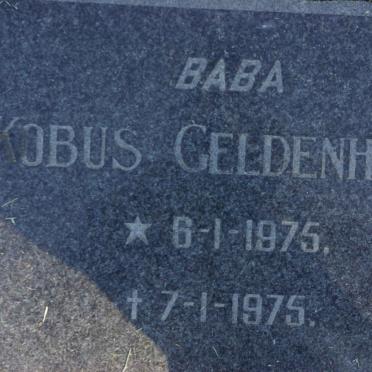 BABA
KOBUS GELDENH
★ 6-1-1975.
† 7-1-1975.